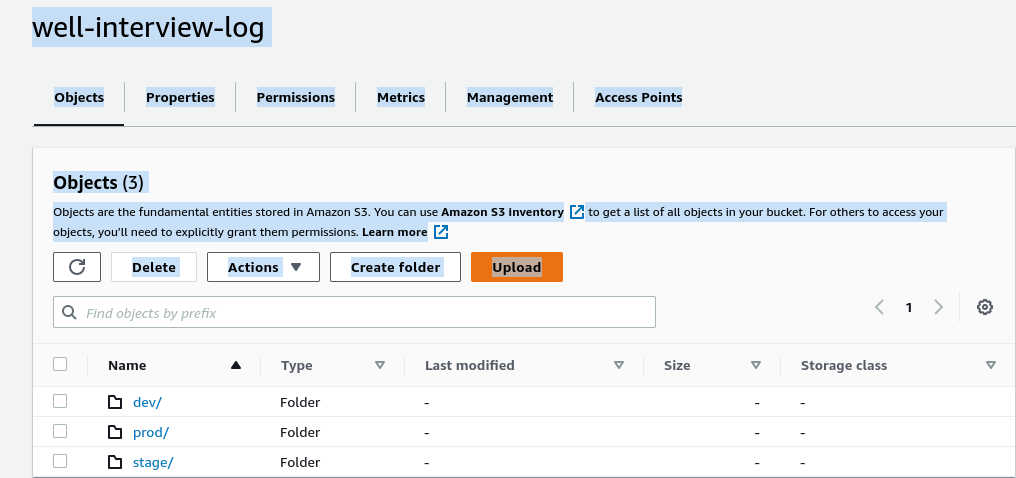 well-interview-log
Objects Properties Permissions Metrics Management Access Points
Objects (3)
Objects are the fundamental entities stored in Amazon S3. You can use Amazon S3 inventory to get a list of all objects in your bucket. For others to access your
objects, you’ll need to explicitly grant them permissions. Learn more
Delete Actions Create folder Upload
Find objects by prefix 1
Name Type Last modified Size Storage class
dev/ Folder - - -
prod/ Folder - - -
stage/ Folder - - -